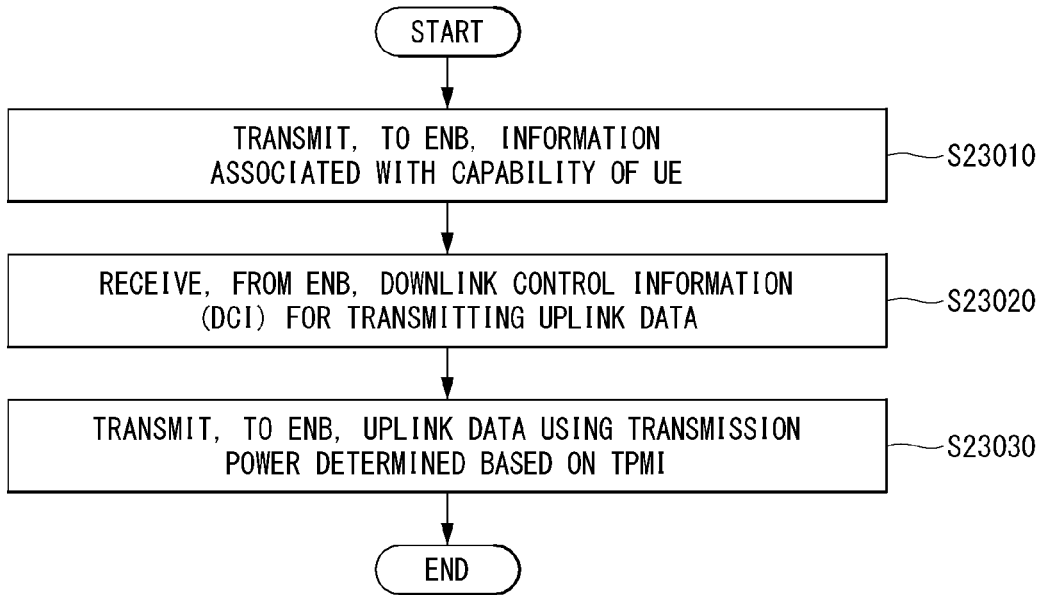 START
TRANSMIT, TO ENB, INFORMATION
ASSOCIATED WITH CAPABILITY OF UE
S23010
RECEIVE, FROM ENB, DOWNLINK CONTROL INFORMATION
(DCI) FOR TRANSMITTING UPLINK DATA
S23020
TRANSMIT, TO ENB, UPLINK DATA USING TRANSMISSION
POWER DETERMINED BASED ON TPMI
S23030
END